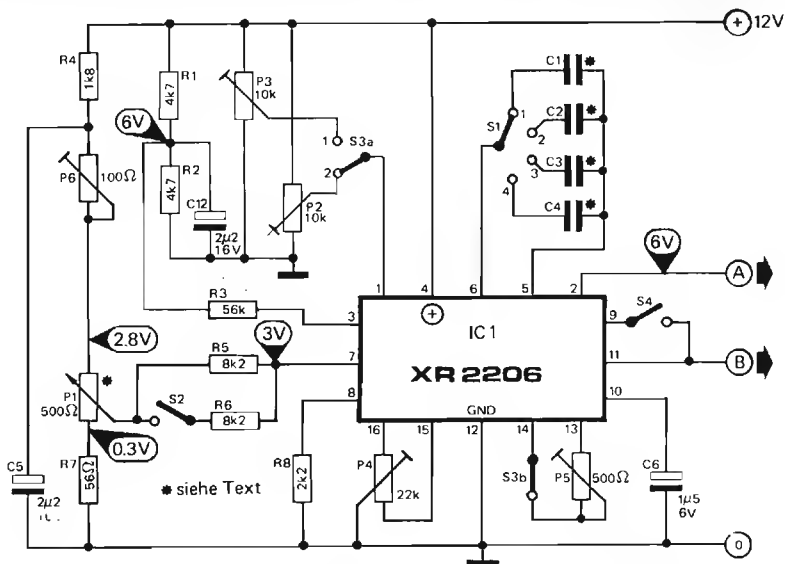 12V
R4
1k8
R1
4k7
P3
10k
C1 *
6V
S3a
1
2
S1
1
C2 *
2
P6
100Ω
R2
4k7
C12
2µ2
16V
P2
10k
C3 *
3
4
C4 *
6V
A
1
4
6
5
2
R3
56k
3
IC1
9
S4
2.8V
3V
R5
8k2
7
XR 2206
11
B
P1
500Ω
*
S2
R6
8k2
8
GND
10
16
15
12
14
13
0.3V
C5
2µ2
R7
56Ω
* siehe Text
R8
2k2
P4
22k
S3b
P5
500Ω
C6
1µ5
6V
0